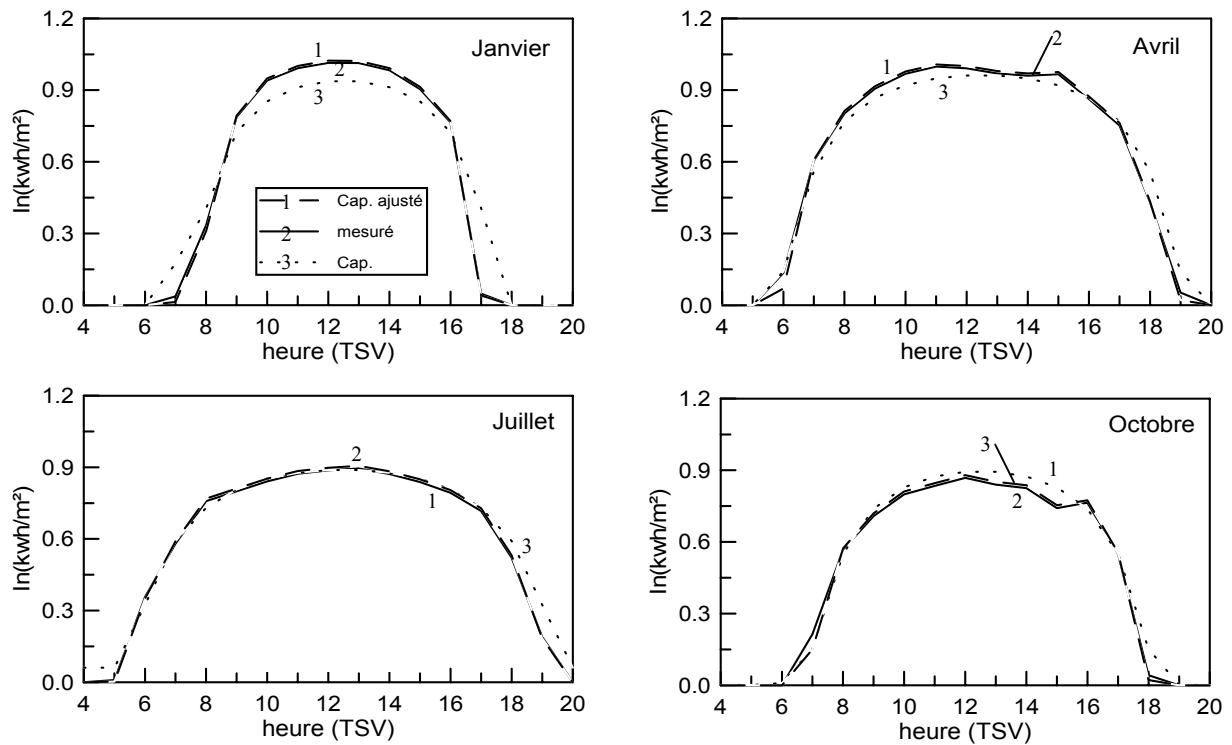 1.2
0.9
0.6
0.3
0.0
In(kwh/m²)
Janvier
1
2
3
1 Cap. ajusté
2 mesuré
3 Cap.
4 6 8 10 12 14 16 18 20
heure (TSV)
1.2
0.9
0.6
0.3
0.0
In(kwh/m²)
Avril
2
1
3
4 6 8 10 12 14 16 18 20
heure (TSV)
1.2
0.9
0.6
0.3
0.0
In(kwh/m²)
Juillet
2
1
3
4 6 8 10 12 14 16 18 20
heure (TSV)
1.2
0.9
0.6
0.3
0.0
In(kwh/m²)
Octobre
3
1
2
4 6 8 10 12 14 16 18 20
heure (TSV)